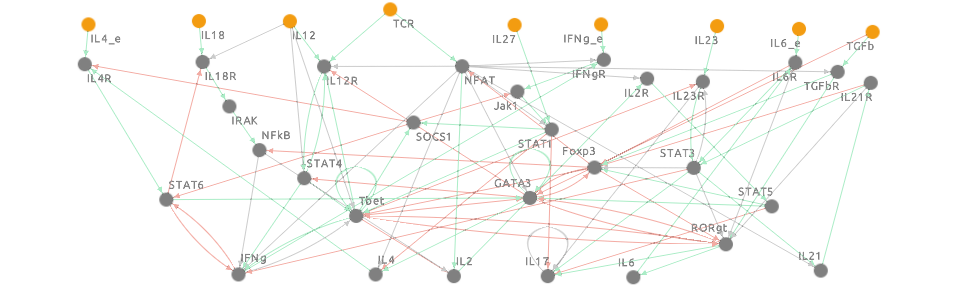 TCR
IL4_e
IL18
IL12
IL27
IFNg_e
IL23
IL6_e
TGFb
IL4R
IL18R
IL12R
NFAT
IFNgR
IL2R
IL23R
IL6R
TGFbR
IL21R
Jak1
IRAK
NFkB
SOCS1
STAT1
Foxp3
STAT3
STAT4
STAT6
Tbet
GATA3
STAT5
RORgt
IFNg
IL4
IL2
IL17
IL6
IL21